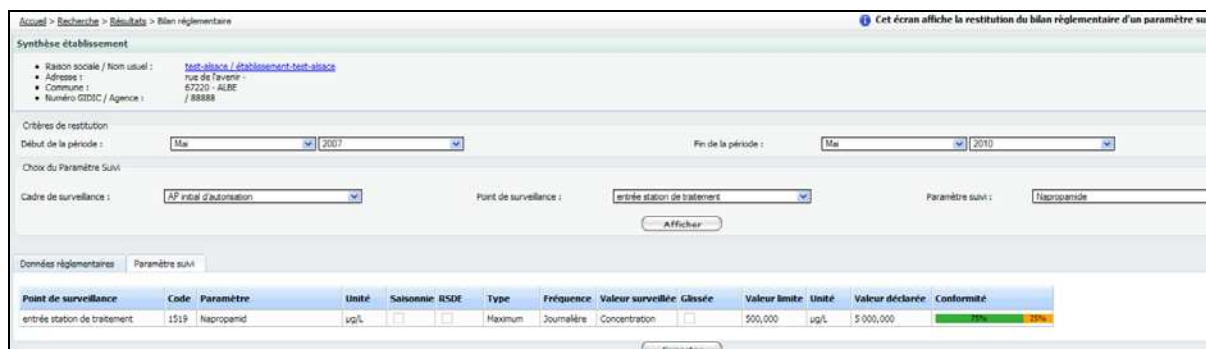 Accueil > Recherche > Résultats > Bilan réglementaire
Cet écran affiche la restitution du bilan règlementaire d'un paramètre su
Synthèse établissement
Raison sociale / Nom usuel : test-alsace / établissement-test-alsace
Adresse : rue de l'avenir -
Commune : 67220 - ALBE
Numéro GIDIC / Agence : / 88888
Critères de restitution
Début de la période : Mai 2007 Fin de la période : Mai 2010
Choix du Paramètre Suivi
Cadre de surveillance : AP initial d'autorisation Point de surveillance : entrée station de traitement Paramètre suivi : Napropamide
Afficher
Données règlementaires Paramètre suivi
Point de surveillance Code Paramètre Unité Saisonnie RSDE Type Fréquence Valeur surveillée Glissée Valeur limite Unité Valeur déclarée Conformité
entrée station de traitement 1519 Napropamid µg/L Maximum Journalère Concentration 500,000 µg/L 5 000,000 75% 25%